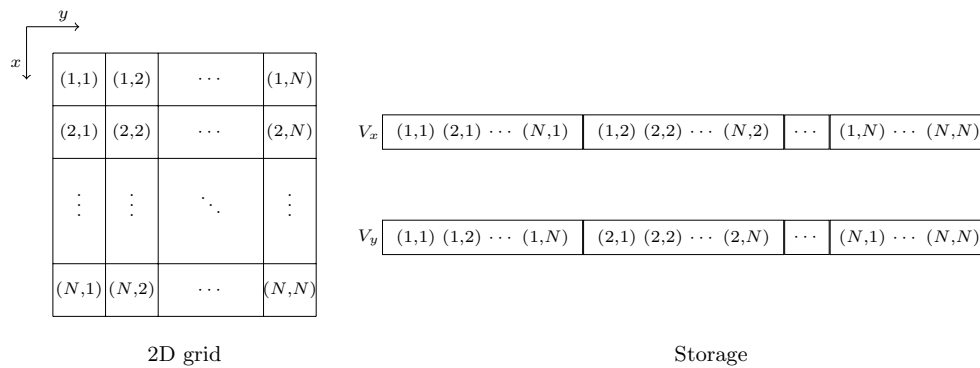 y
x
(1,1) (1,2) ⋯ (1,N)
(2,1) (2,2) ⋯ (2,N)
⋮ ⋮ ⋱ ⋮
(N,1) (N,2) ⋯ (N,N)
2D grid
V_x (1,1) (2,1) ⋯ (N,1) (1,2) (2,2) ⋯ (N,2) ⋯ (1,N) ⋯ (N,N)
V_y (1,1) (1,2) ⋯ (1,N) (2,1) (2,2) ⋯ (2,N) ⋯ (N,1) ⋯ (N,N)
Storage